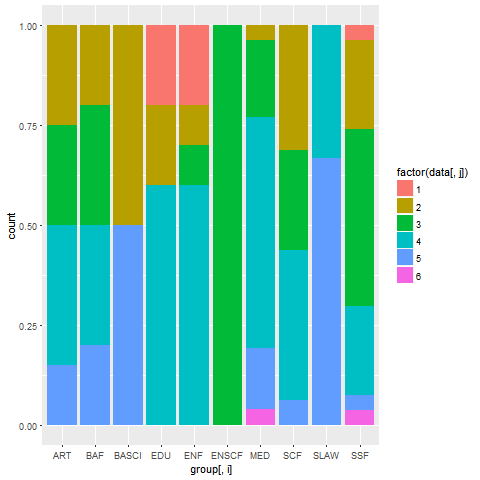 1.00
0.75
0.50
0.25
0.00
count
ART BAF BASCI EDU ENF ENSCF MED SCF SLAW SSF
group[, i]
factor(data[, j])
1
2
3
4
5
6